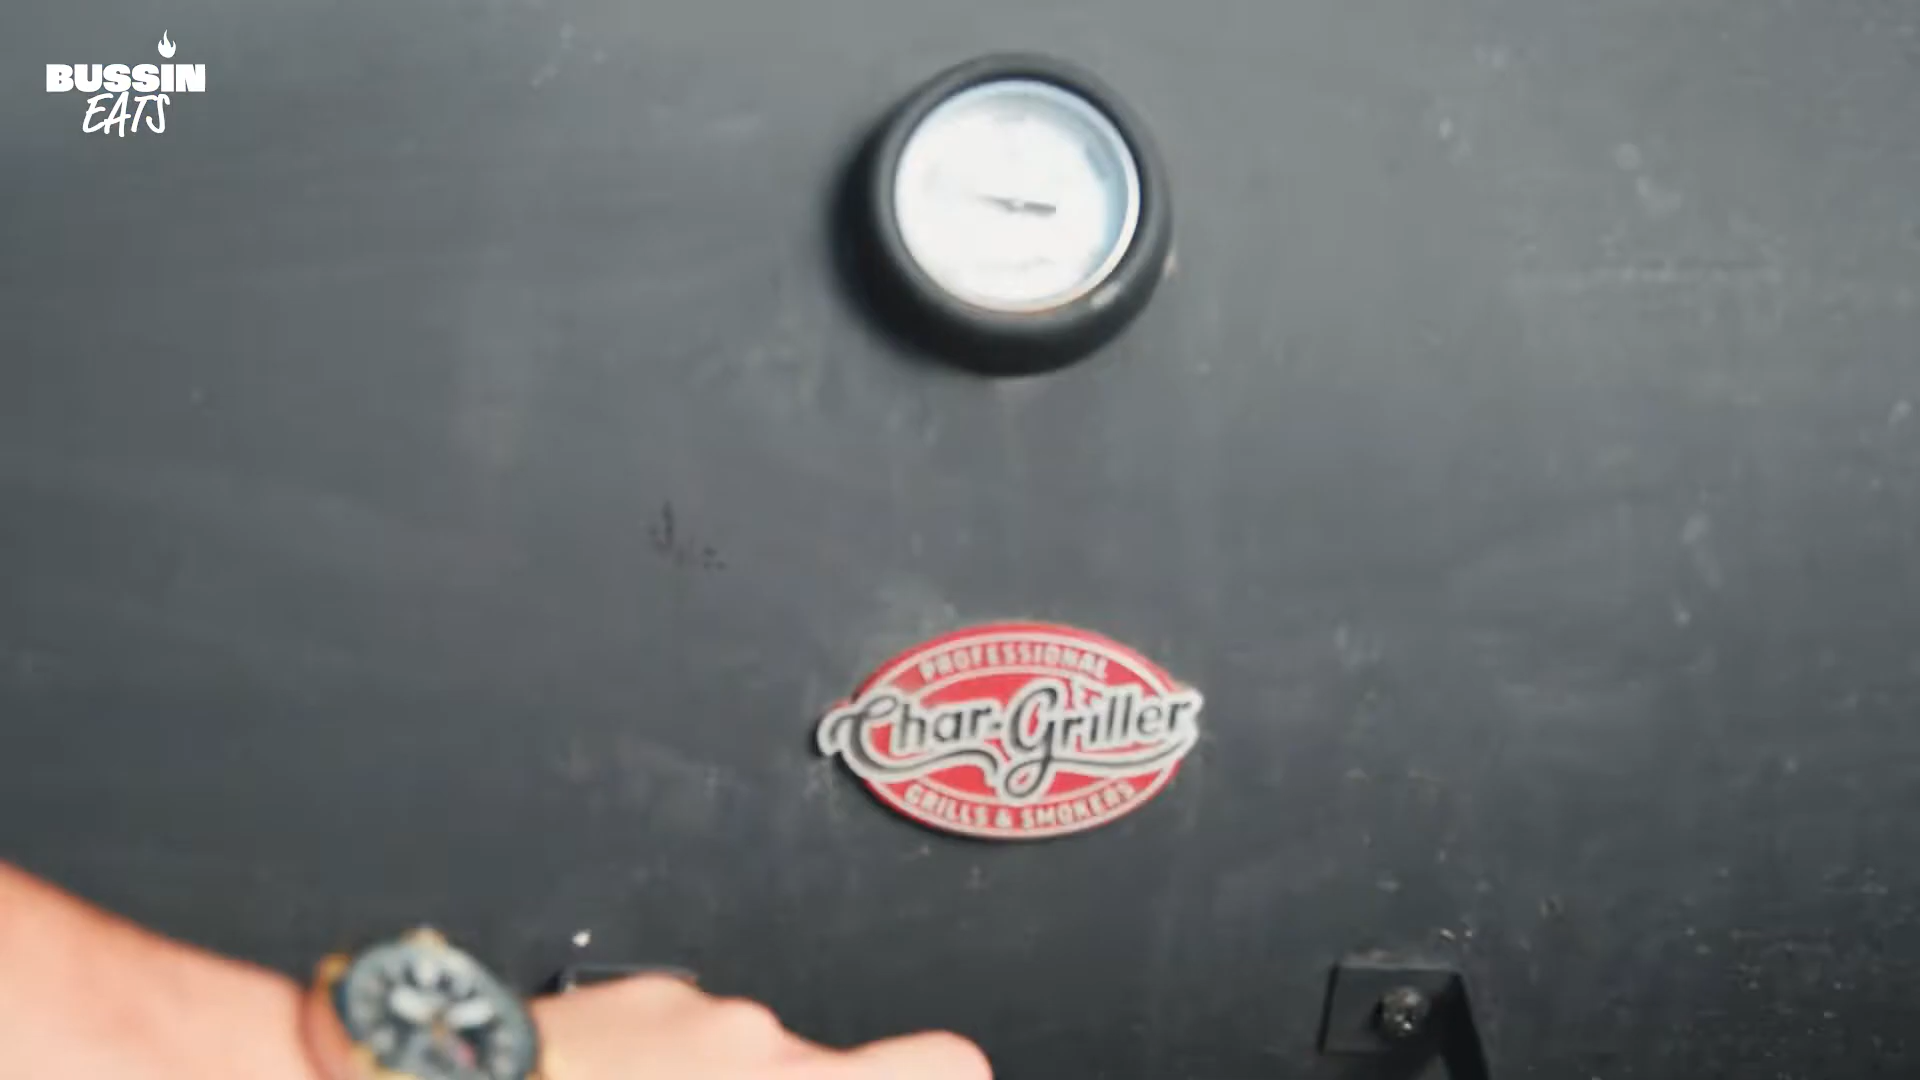 BUSSIN
EATS
PROFESSIONAL
Char-Griller
GRILLS & SMOKERS